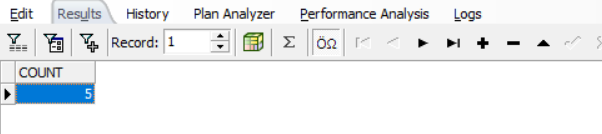 Edit Results History Plan Analyzer Performance Analysis Logs
Record: 1 Σ ÖΩ
COUNT
5